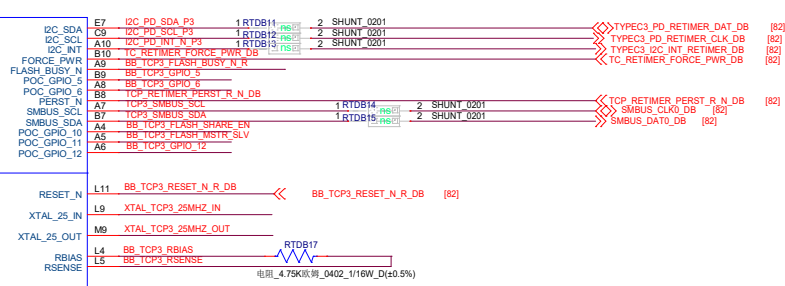 I2C_SDA E7 I2C_PD_SDA_P3 1 RTDB11 ns 2 SHUNT_0201 TYPEC3_PD_RETIMER_DAT_DB [82]
I2C_SCL C9 I2C_PD_SCL_P3 1 RTDB12 ns 2 SHUNT_0201 TYPEC3_PD_RETIMER_CLK_DB [82]
I2C_INT A10 I2C_PD_INT_N_P3 1 RTDB13 ns 2 SHUNT_0201 TYPEC3_I2C_INT_RETIMER_DB [82]
FORCE_PWR B10 TC_RETIMER_FORCE_PWR_DB TC_RETIMER_FORCE_PWR_DB [82]
FLASH_BUSY_N A9 BB_TCP3_FLASH_BUSY_N_R
POC_GPIO_5 B9 BB_TCP3_GPIO_5
POC_GPIO_6 A8 BB_TCP3_GPIO_6
PERST_N B8 TCP_RETIMER_PERST_R_N_DB TCP_RETIMER_PERST_R_N_DB [82]
SMBUS_SCL A7 TCP3_SMBUS_SCL 1 RTDB14 ns 2 SHUNT_0201 SMBUS_CLK0_DB [82]
SMBUS_SDA B7 TCP3_SMBUS_SDA 1 RTDB15 ns 2 SHUNT_0201 SMBUS_DAT0_DB [82]
POC_GPIO_10 A4 BB_TCP3_FLASH_SHARE_EN
POC_GPIO_11 A5 BB_TCP3_FLASH_MSTR_SLV
POC_GPIO_12 A6 BB_TCP3_GPIO_12
RESET_N L11 BB_TCP3_RESET_N_R_DB BB_TCP3_RESET_N_R_DB [82]
XTAL_25_IN L9 XTAL_TCP3_25MHZ_IN
XTAL_25_OUT M9 XTAL_TCP3_25MHZ_OUT
RBIAS L4 BB_TCP3_RBIAS RTDB17
RSENSE L5 BB_TCP3_RSENSE
电阻_4.75K欧姆_0402_1/16W_D(±0.5%)